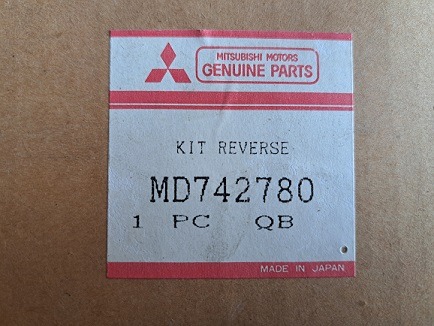 MITSUBISHI MOTORS
GENUINE PARTS
KIT REVERSE
MD742780
1 PC QB
MADE IN JAPAN